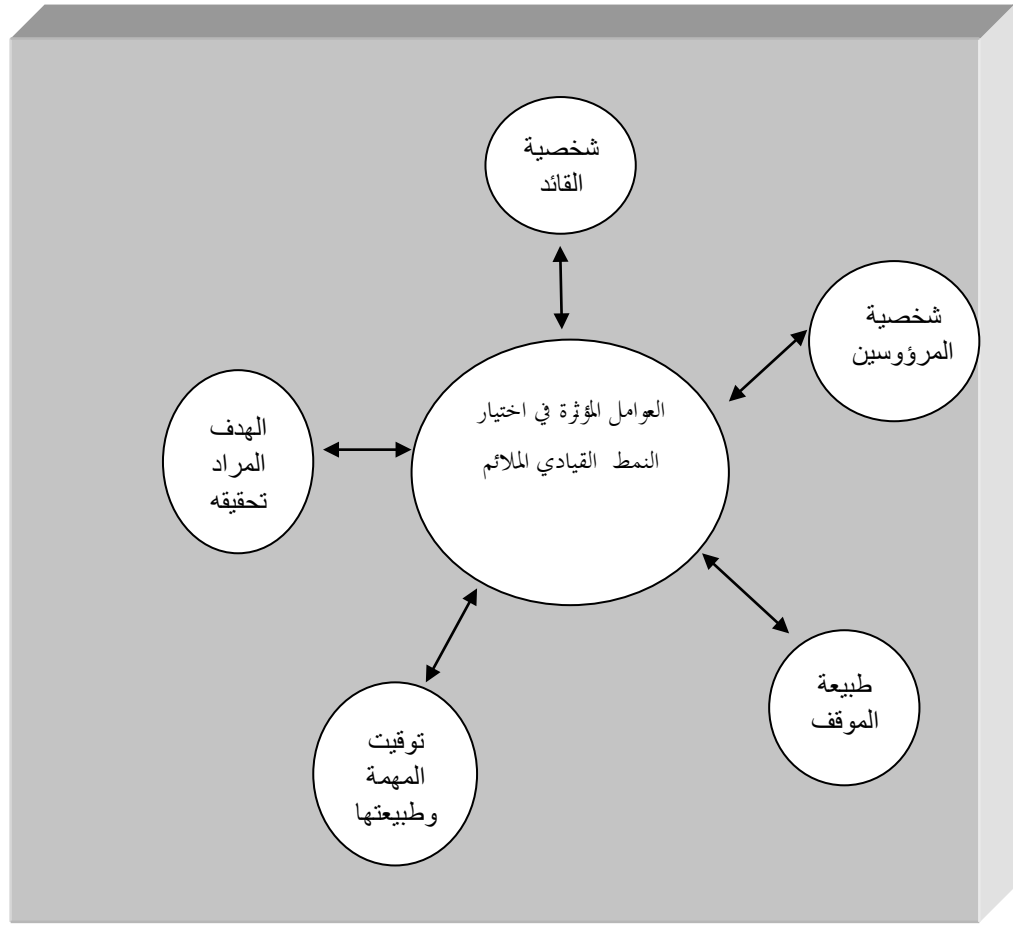 شخصية
القائد
شخصية
المرؤوسين
العوامل المؤثرة في اختيار
النمط القيادي الملائم
الهدف
المراد
تحقيقه
طبيعة
الموقف
توقيت
المهمة
وطبيعتها